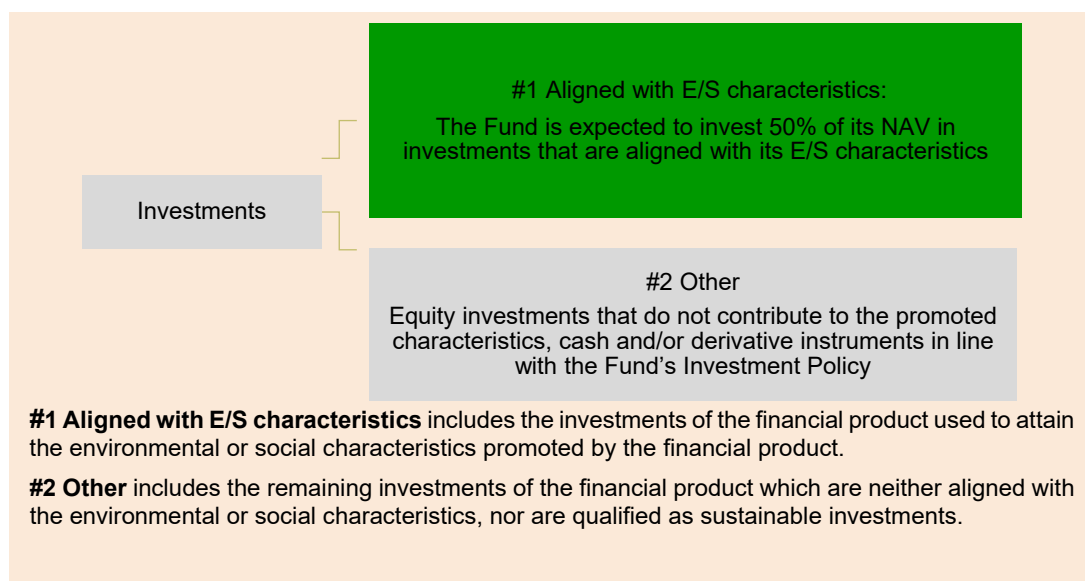 #1 Aligned with E/S characteristics:
The Fund is expected to invest 50% of its NAV in
investments that are aligned with its E/S characteristics
Investments
#2 Other
Equity investments that do not contribute to the promoted
characteristics, cash and/or derivative instruments in line
with the Fund’s Investment Policy
#1 Aligned with E/S characteristics includes the investments of the financial product used to attain
the environmental or social characteristics promoted by the financial product.
#2 Other includes the remaining investments of the financial product which are neither aligned with
the environmental or social characteristics, nor are qualified as sustainable investments.